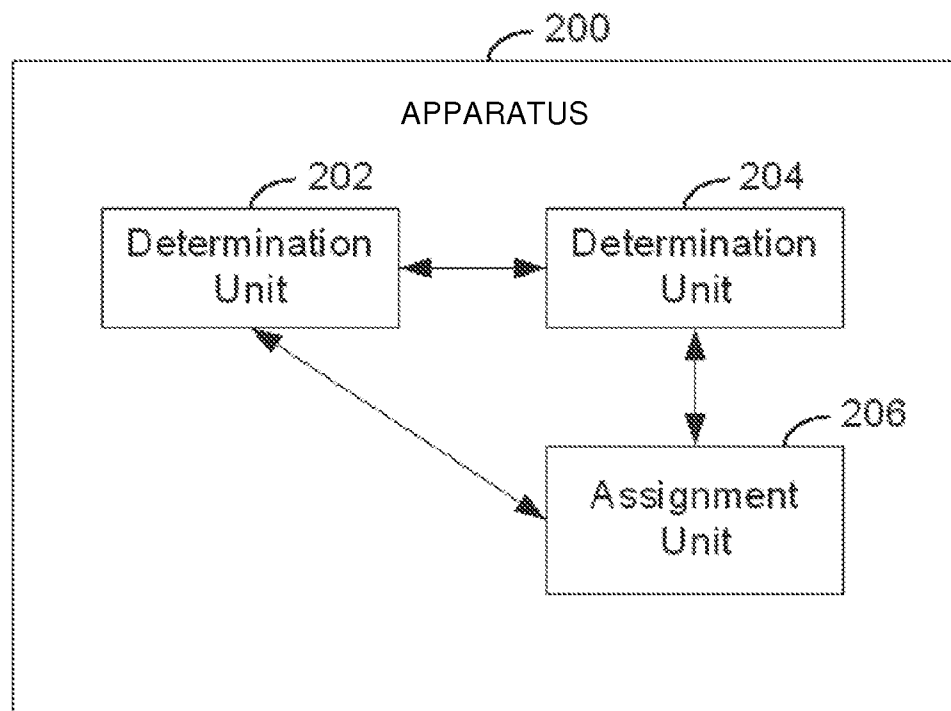 200
APPARATUS
202
204
Determination
Unit
Determination
Unit
206
Assignment
Unit